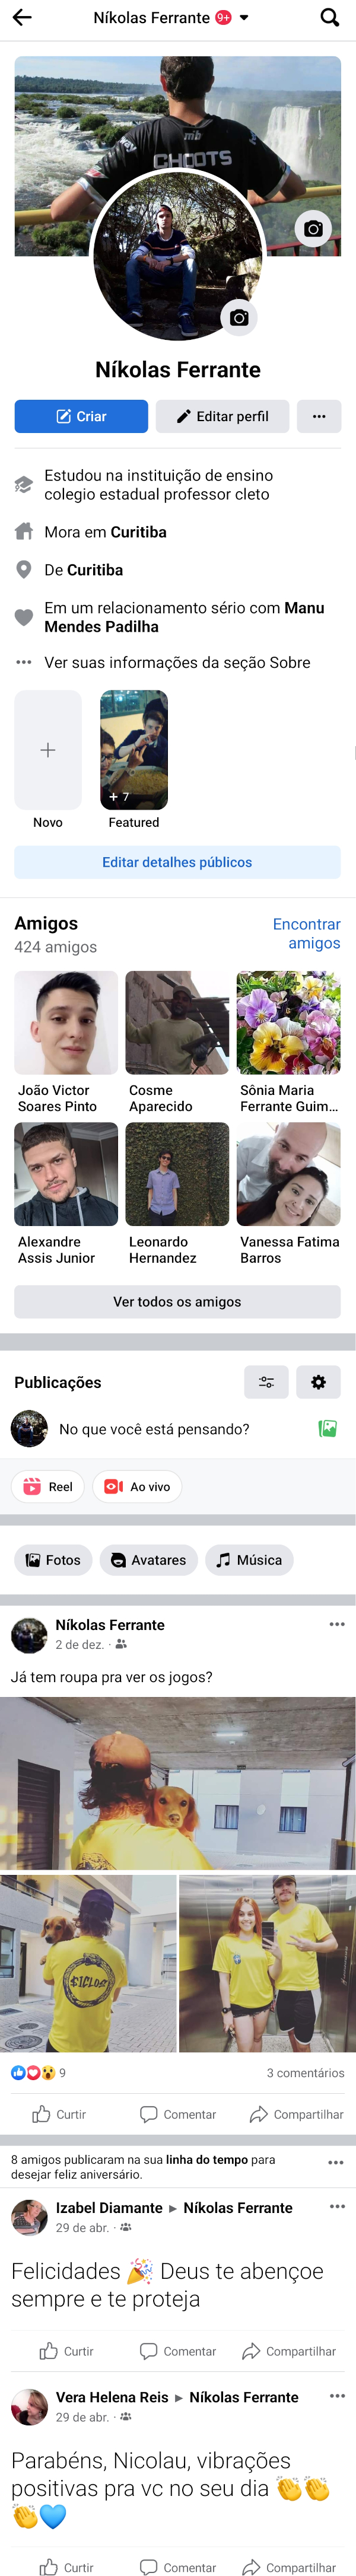 Níkolas Ferrante 9+
mib
CHOOTS
Níkolas Ferrante
Criar
Editar perfil
Estudou na instituição de ensino
colegio estadual professor cleto
Mora em Curitiba
De Curitiba
Em um relacionamento sério com Manu
Mendes Padilha
Ver suas informações da seção Sobre
+ 7
Novo
Featured
Editar detalhes públicos
Amigos
424 amigos
Encontrar
amigos
João Victor
Soares Pinto
Cosme
Aparecido
Sônia Maria
Ferrante Guim...
Alexandre
Assis Junior
Leonardo
Hernandez
Vanessa Fatima
Barros
Ver todos os amigos
Publicações
No que você está pensando?
Reel
Ao vivo
Fotos
Avatares
Música
Níkolas Ferrante
2 de dez.
Já tem roupa pra ver os jogos?
$IGLO$
9
3 comentários
Curtir
Comentar
Compartilhar
8 amigos publicaram na sua linha do tempo para
desejar feliz aniversário.
Izabel Diamante ▸ Níkolas Ferrante
29 de abr.
Felicidades 🎉 Deus te abençoe
sempre e te proteja
Curtir
Comentar
Compartilhar
Vera Helena Reis ▸ Níkolas Ferrante
29 de abr.
Parabéns, Nicolau, vibrações
positivas pra vc no seu dia 👏👏
👏💙
Curtir
Comentar
Compartilhar